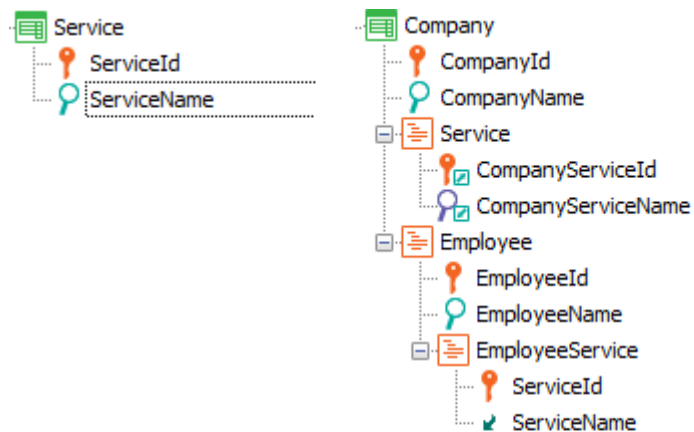 Service
ServiceId
ServiceName
Company
CompanyId
CompanyName
Service
CompanyServiceId
CompanyServiceName
Employee
EmployeeId
EmployeeName
EmployeeService
ServiceId
ServiceName